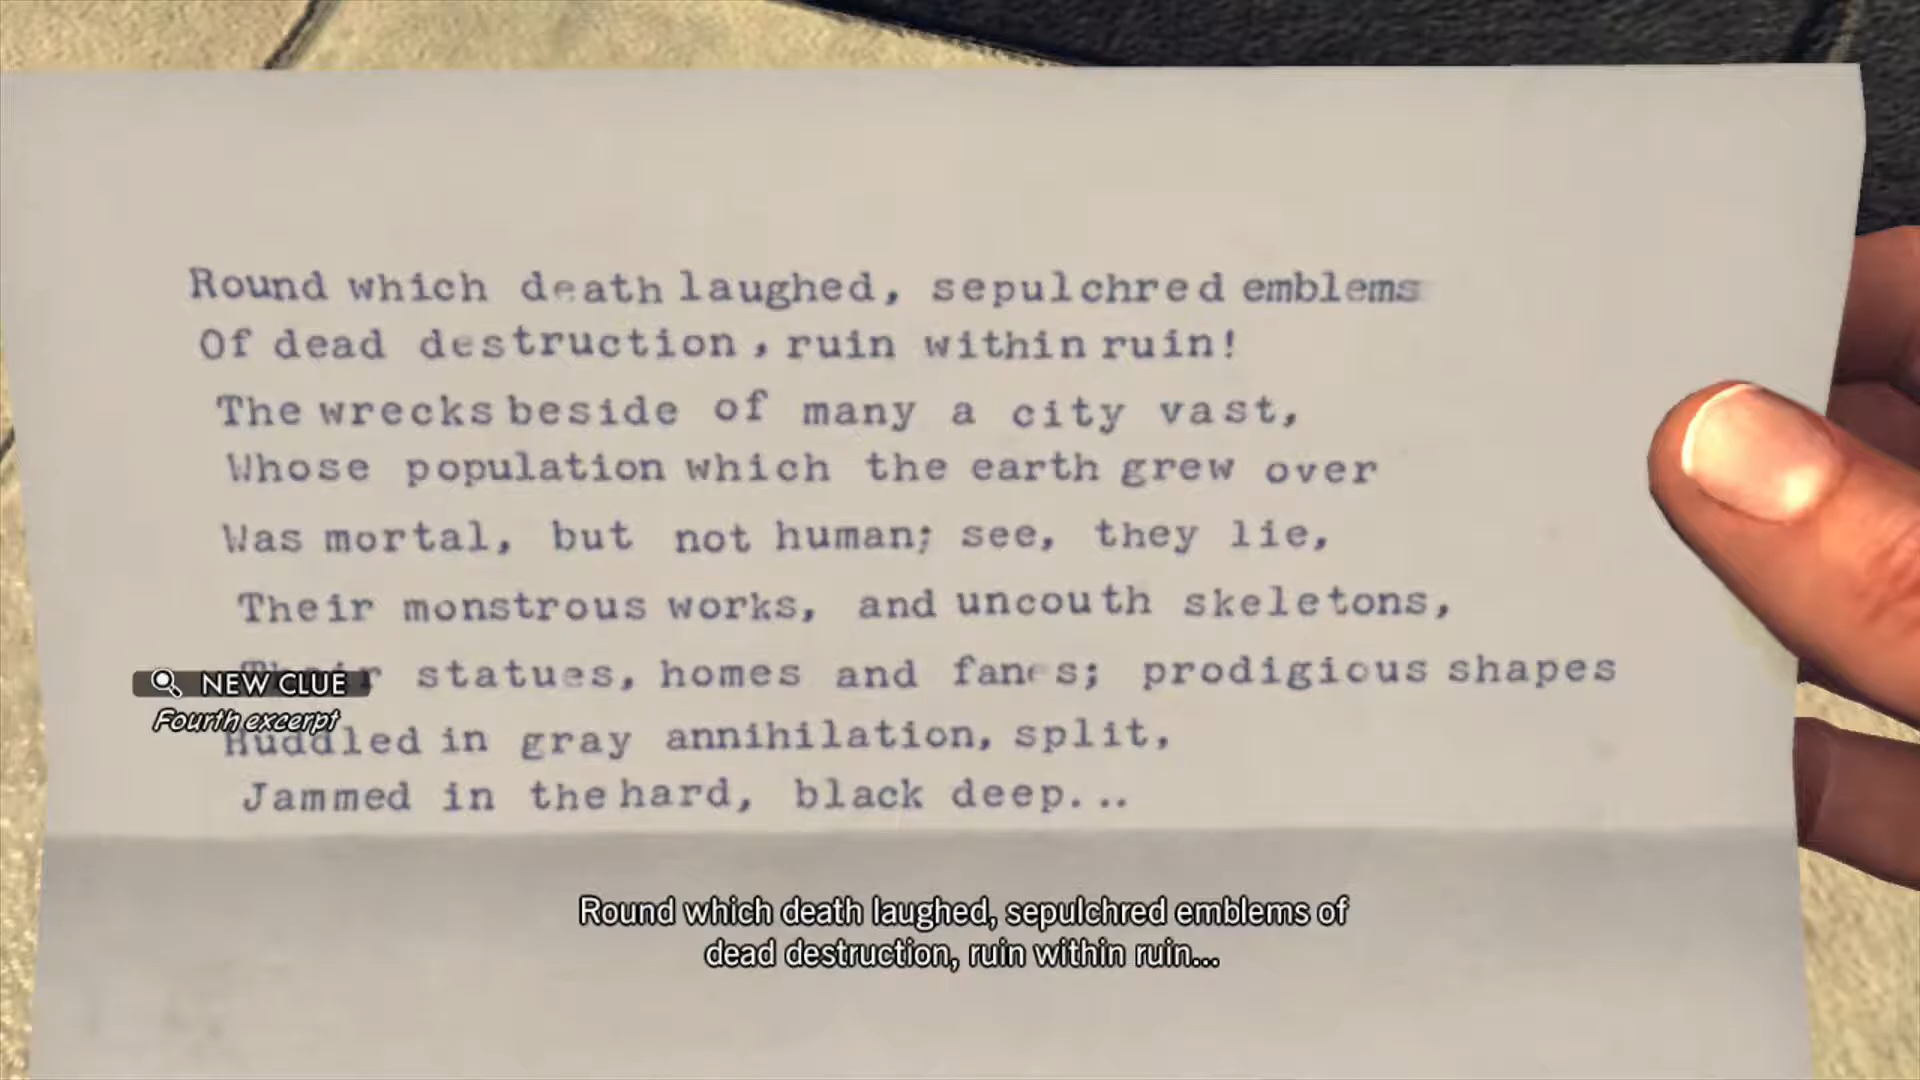 Round which death laughed, sepulchred emblems
Of dead destruction, ruin within ruin!
The wrecks beside of many a city vast,
Whose population which the earth grew over
Was mortal, but not human; see, they lie,
Their monstrous works, and uncouth skeletons,
Their statues, homes and fanes; prodigious shapes
NEW CLUE
Fourth excerpt
Huddled in gray annihilation, split,
Jammed in the hard, black deep...
Round which death laughed, sepulchred emblems of
dead destruction, ruin within ruin...